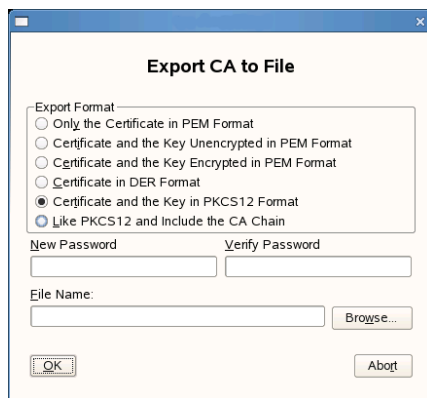 Export CA to File
Export Format
Only the Certificate in PEM Format
Certificate and the Key Unencrypted in PEM Format
Certificate and the Key Encrypted in PEM Format
Certificate in DER Format
Certificate and the Key in PKCS12 Format
Like PKCS12 and Include the CA Chain
New Password Verify Password
File Name:
Browse...
OK Abort